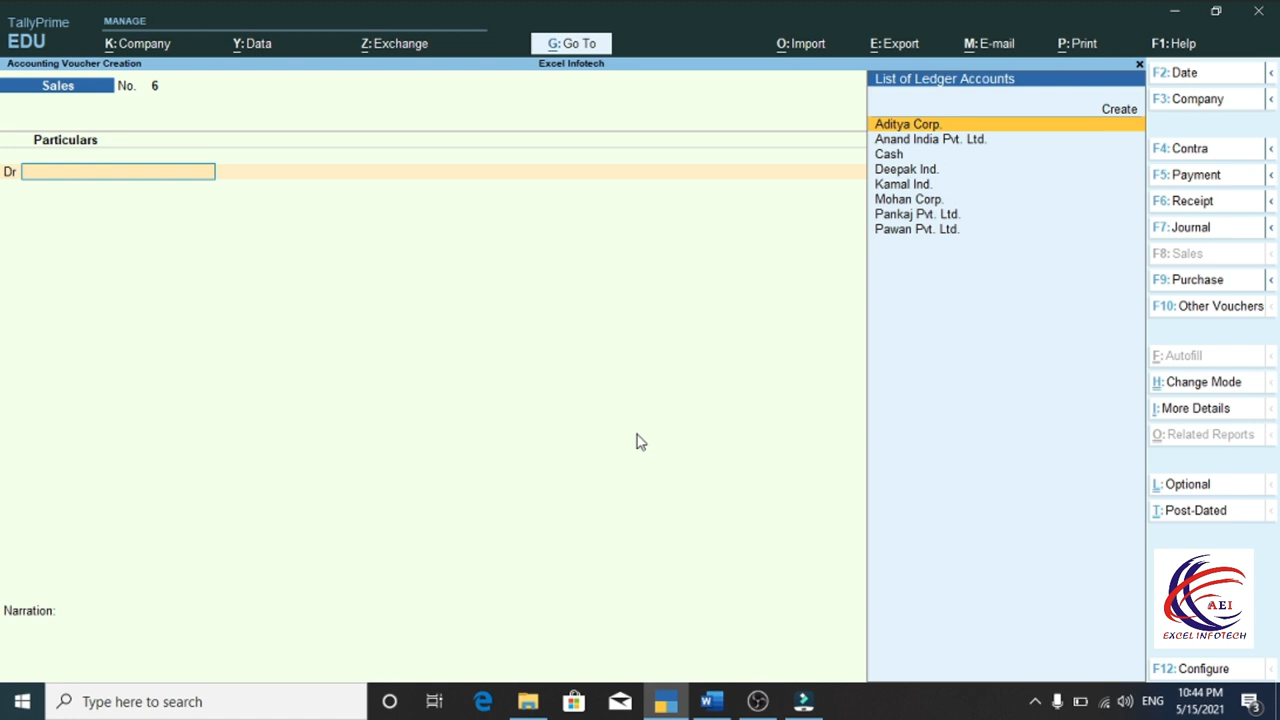 TallyPrime
EDU
MANAGE
K: Company
Y: Data
Z: Exchange
G: Go To
O: Import
E: Export
M: E-mail
P: Print
F1: Help
Accounting Voucher Creation
Excel Infotech
Sales No. 6
Particulars
Dr
Narration:
List of Ledger Accounts
Create
Aditya Corp.
Anand India Pvt. Ltd.
Cash
Deepak Ind.
Kamal Ind.
Mohan Corp.
Pankaj Pvt. Ltd.
Pawan Pvt. Ltd.
F2: Date
F3: Company
F4: Contra
F5: Payment
F6: Receipt
F7: Journal
F8: Sales
F9: Purchase
F10: Other Vouchers
F: Autofill
H: Change Mode
I: More Details
O: Related Reports
L: Optional
T: Post-Dated
AEI
EXCEL INFOTECH
F12: Configure
Type here to search
ENG
10:44 PM
5/15/2021
3